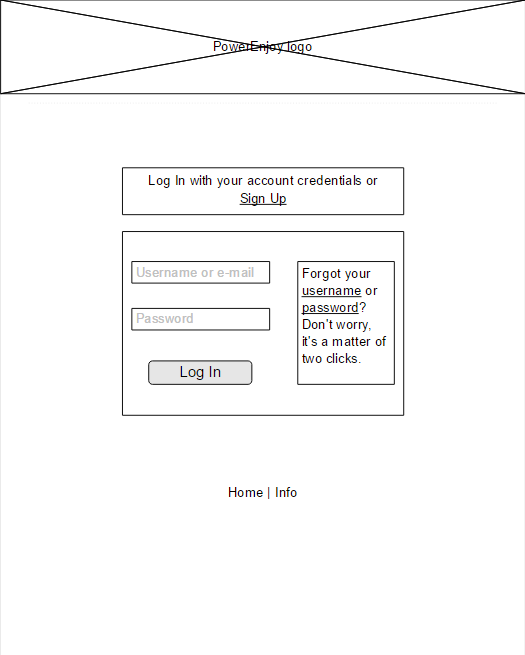 PowerEnjoy logo
Log In with your account credentials or
Sign Up
Username or e-mail
Password
Log In
Forgot your
username or
password?
Don't worry,
it's a matter of
two clicks.
Home | Info